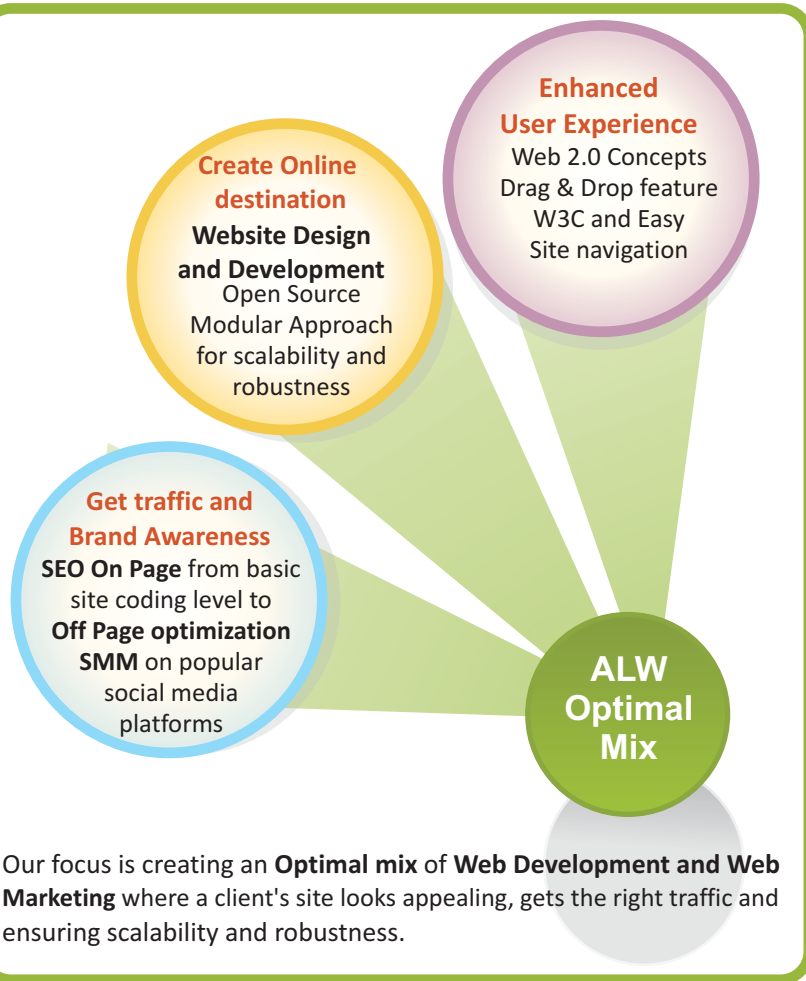 Enhanced
User Experience
Web 2.0 Concepts
Drag & Drop feature
W3C and Easy
Site navigation
Create Online
destination
Website Design
and Development
Open Source
Modular Approach
for scalability and
robustness
Get traffic and
Brand Awareness
SEO On Page from basic
site coding level to
Off Page optimization
SMM on popular
social media
platforms
ALW
Optimal
Mix
Our focus is creating an Optimal mix of Web Development and Web
Marketing where a client's site looks appealing, gets the right traffic and
ensuring scalability and robustness.